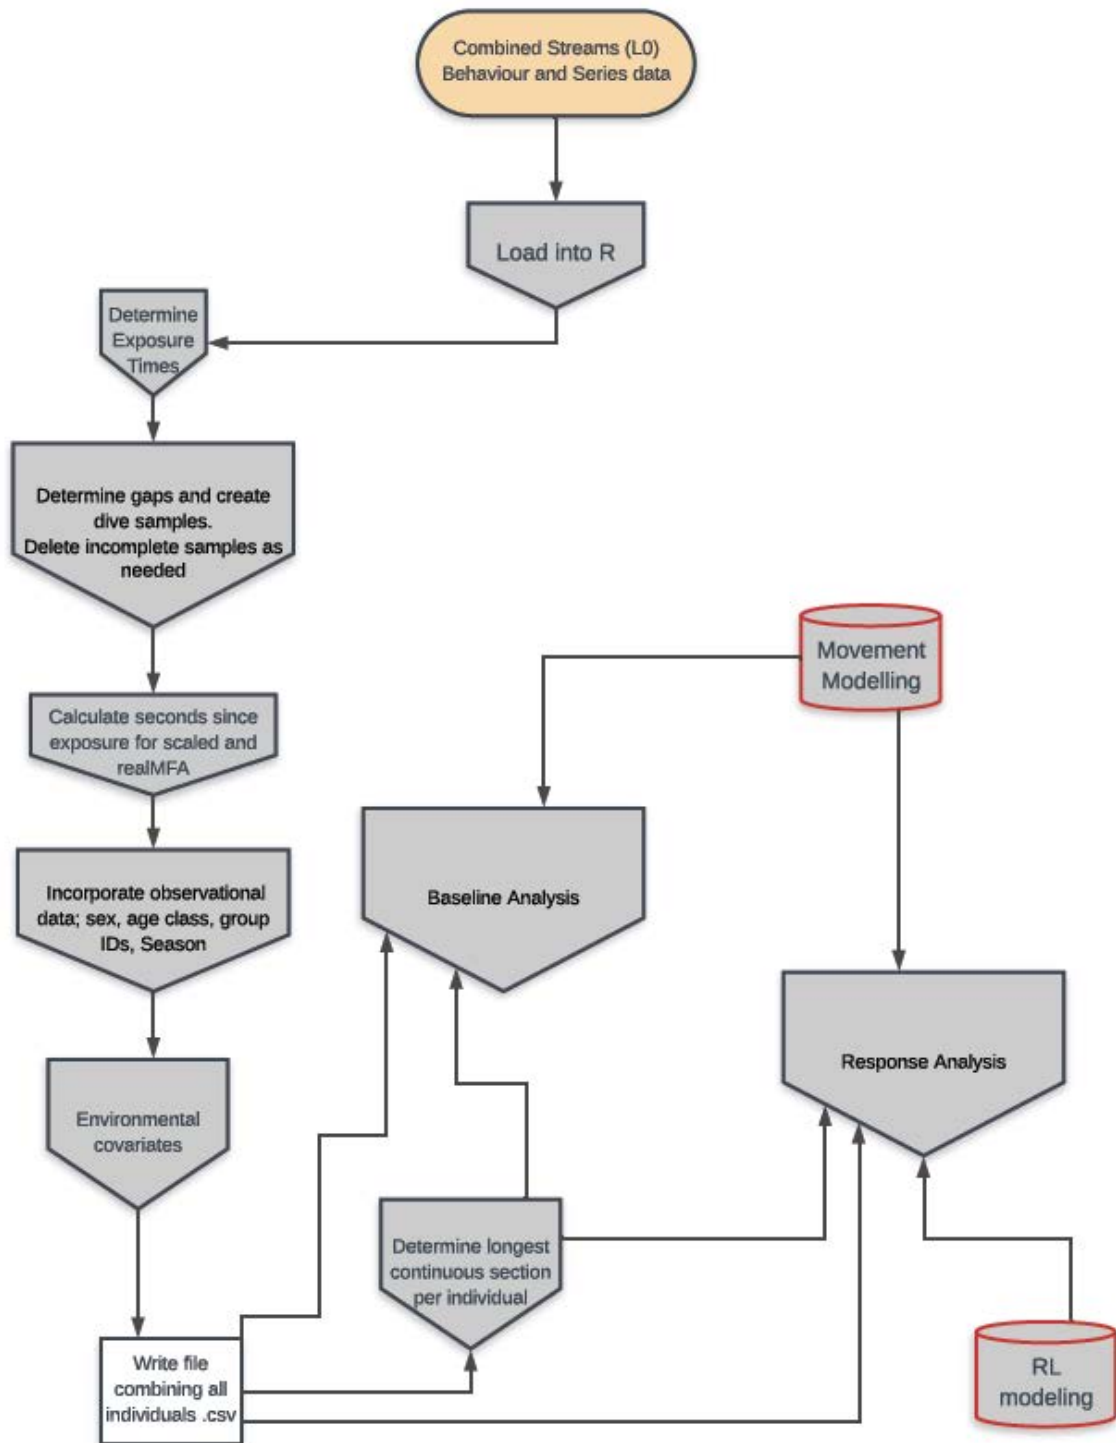 Combined Streams (L0)
Behaviour and Series data
Load into R
Determine
Exposure
Times
Determine gaps and create
dive samples.
Delete incomplete samples as
needed
Calculate seconds since
exposure for scaled and
realMFA
Incorporate observational
data; sex, age class, group
IDs, Season
Environmental
covariates
Write file
combining all
individuals .csv
Movement
Modelling
Baseline Analysis
Response Analysis
Determine longest
continuous section
per individual
RL
modeling